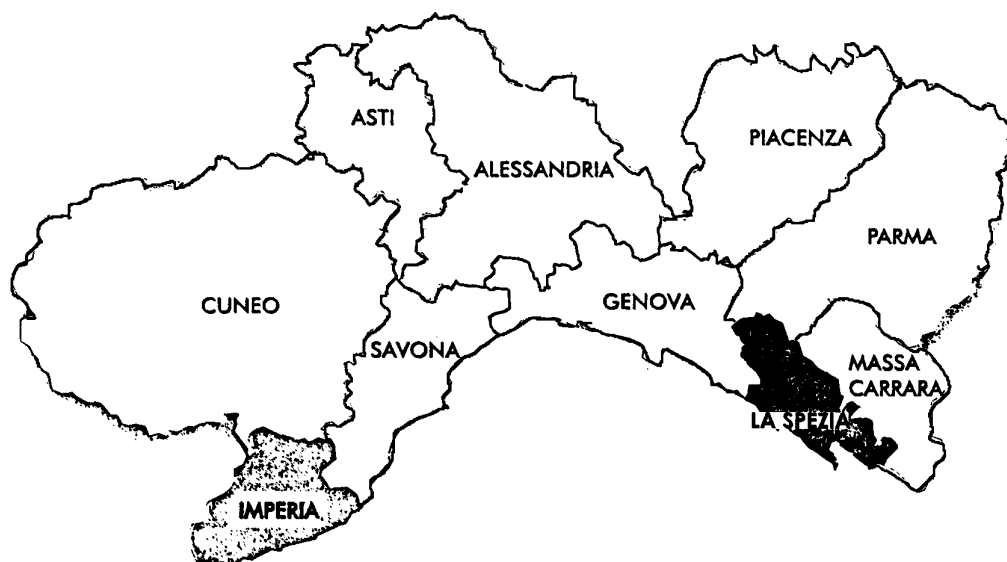 ASTI
PIACENZA
ALESSANDRIA
PARMA
CUNEO
GENOVA
SAVONA
MASSA
CARRARA
LA SPEZIA
IMPERIA